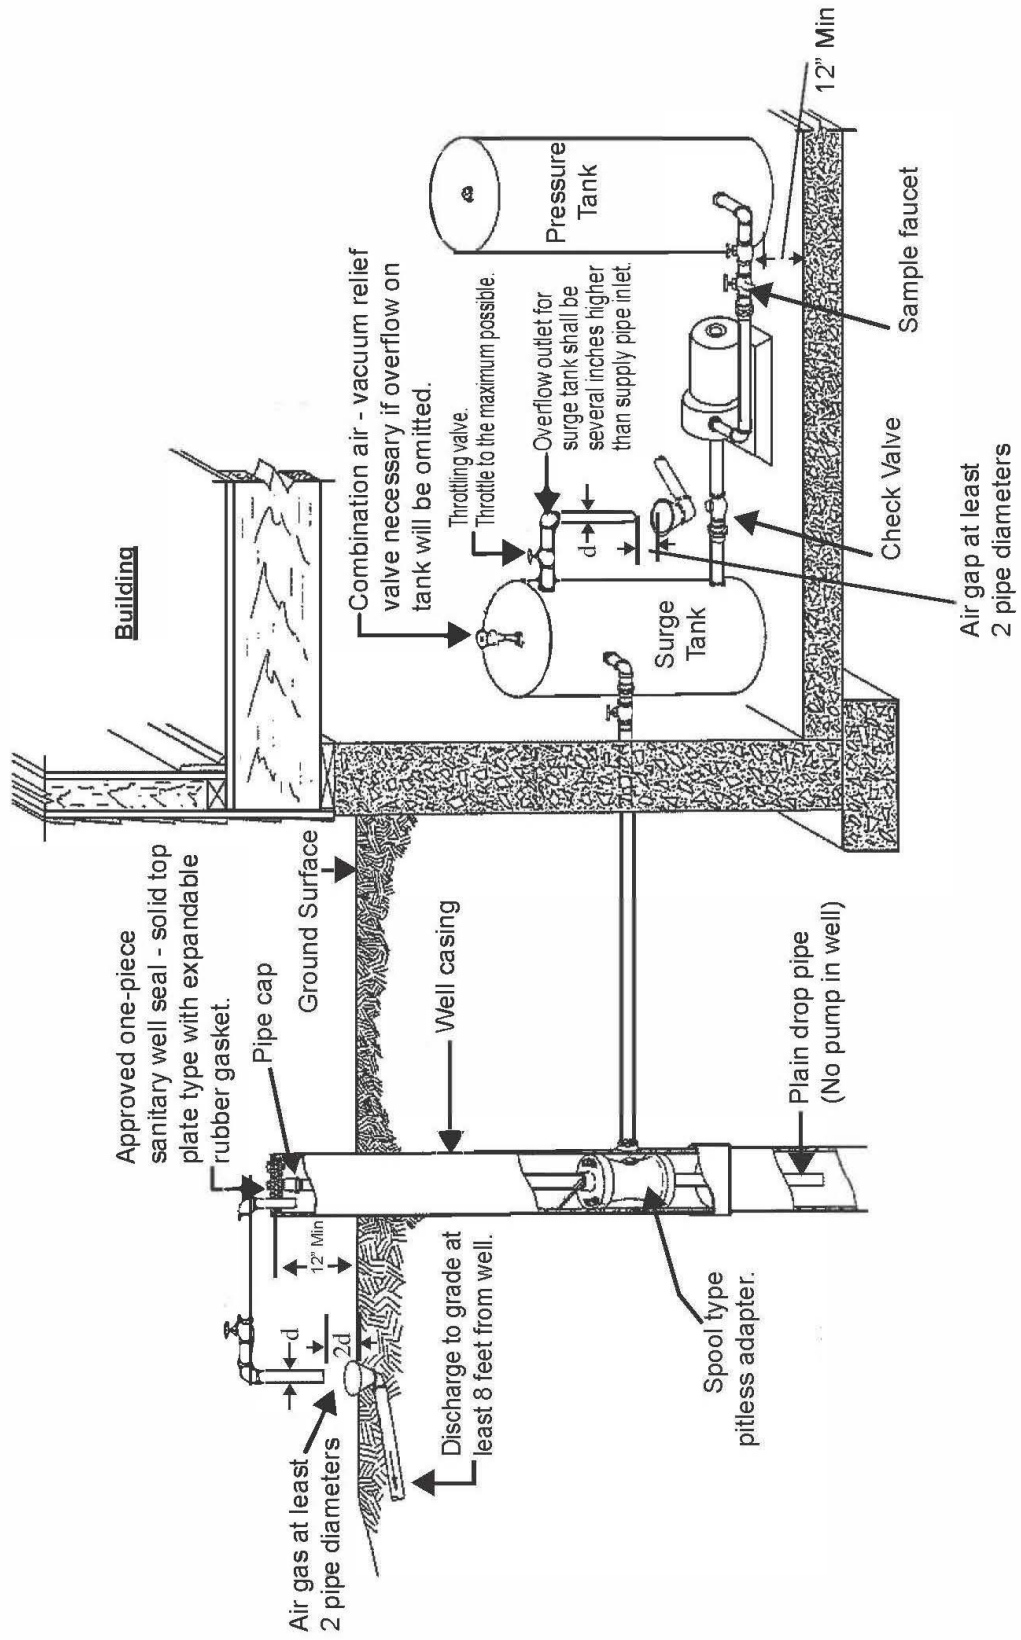 Building
Approved one-piece
sanitary well seal - solid top
plate type with expandable
rubber gasket.
Pipe cap
Ground Surface
12" Min
d
2d
Air gas at least
2 pipe diameters
Discharge to grade at
least 8 feet from well.
Well casing
Spool type
pitless adapter.
Plain drop pipe
(No pump in well)
Combination air - vacuum relief
valve necessary if overflow on
tank will be omitted.
Throttling valve.
Throttle to the maximum possible.
Overflow outlet for
surge tank shall be
several inches higher
than supply pipe inlet.
d
Surge
Tank
Pressure
Tank
Air gap at least
2 pipe diameters
Check Valve
Sample faucet
12" Min